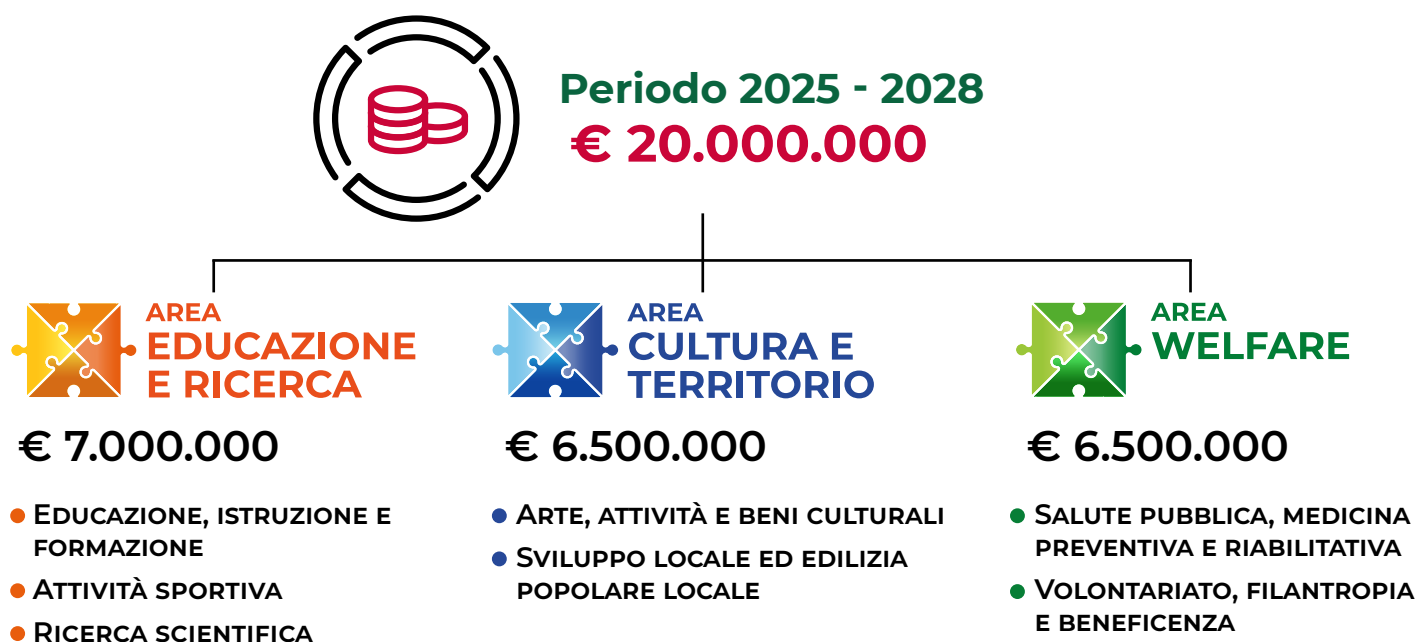 Periodo 2025 - 2028
€ 20.000.000
AREA
EDUCAZIONE
E RICERCA
€ 7.000.000
• EDUCAZIONE, ISTRUZIONE E
FORMAZIONE
• ATTIVITÀ SPORTIVA
• RICERCA SCIENTIFICA
AREA
CULTURA E
TERRITORIO
€ 6.500.000
• ARTE, ATTIVITÀ E BENI CULTURALI
• SVILUPPO LOCALE ED EDILIZIA
POPOLARE LOCALE
AREA
WELFARE
€ 6.500.000
• SALUTE PUBBLICA, MEDICINA
PREVENTIVA E RIABILITATIVA
• VOLONTARIATO, FILANTROPIA
E BENEFICENZA